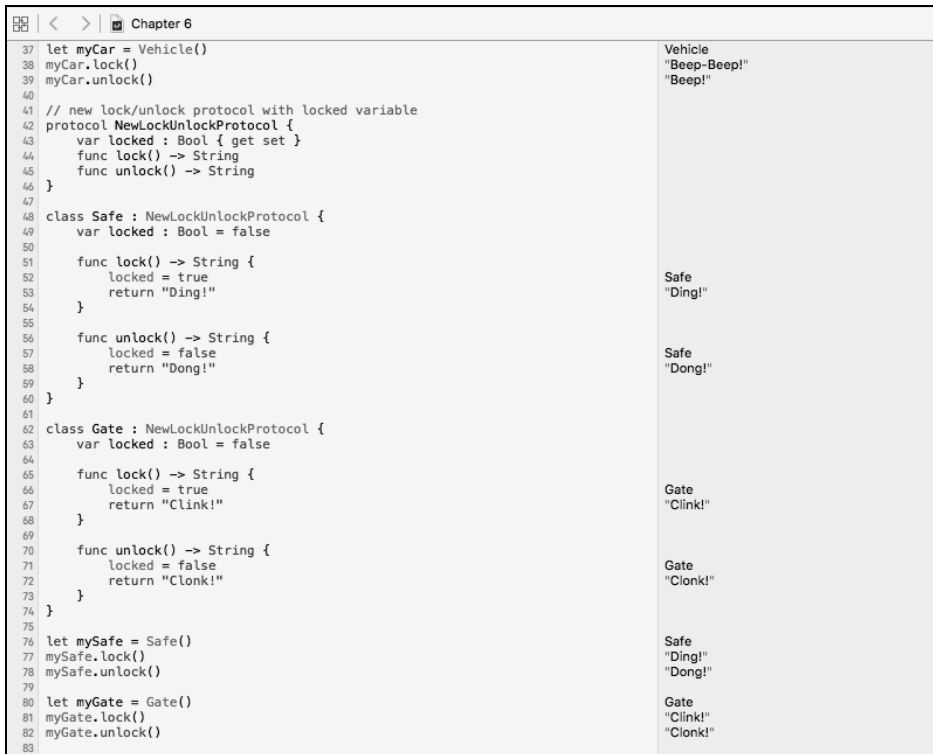 Chapter 6
37 let myCar = Vehicle() Vehicle
38 myCar.lock() "Beep-Beep!"
39 myCar.unlock() "Beep!"
40
41 // new lock/unlock protocol with locked variable
42 protocol NewLockUnlockProtocol {
43     var locked : Bool { get set }
44     func lock() -> String
45     func unlock() -> String
46 }
47
48 class Safe : NewLockUnlockProtocol {
49     var locked : Bool = false
50
51     func lock() -> String {
52         locked = true Safe
53         return "Ding!" "Ding!"
54     }
55
56     func unlock() -> String {
57         locked = false Safe
58         return "Dong!" "Dong!"
59     }
60 }
61
62 class Gate : NewLockUnlockProtocol {
63     var locked : Bool = false
64
65     func lock() -> String {
66         locked = true Gate
67         return "Clink!" "Clink!"
68     }
69
70     func unlock() -> String {
71         locked = false Gate
72         return "Clonk!" "Clonk!"
73     }
74 }
75
76 let mySafe = Safe() Safe
77 mySafe.lock() "Ding!"
78 mySafe.unlock() "Dong!"
79
80 let myGate = Gate() Gate
81 myGate.lock() "Clink!"
82 myGate.unlock() "Clonk!"
83